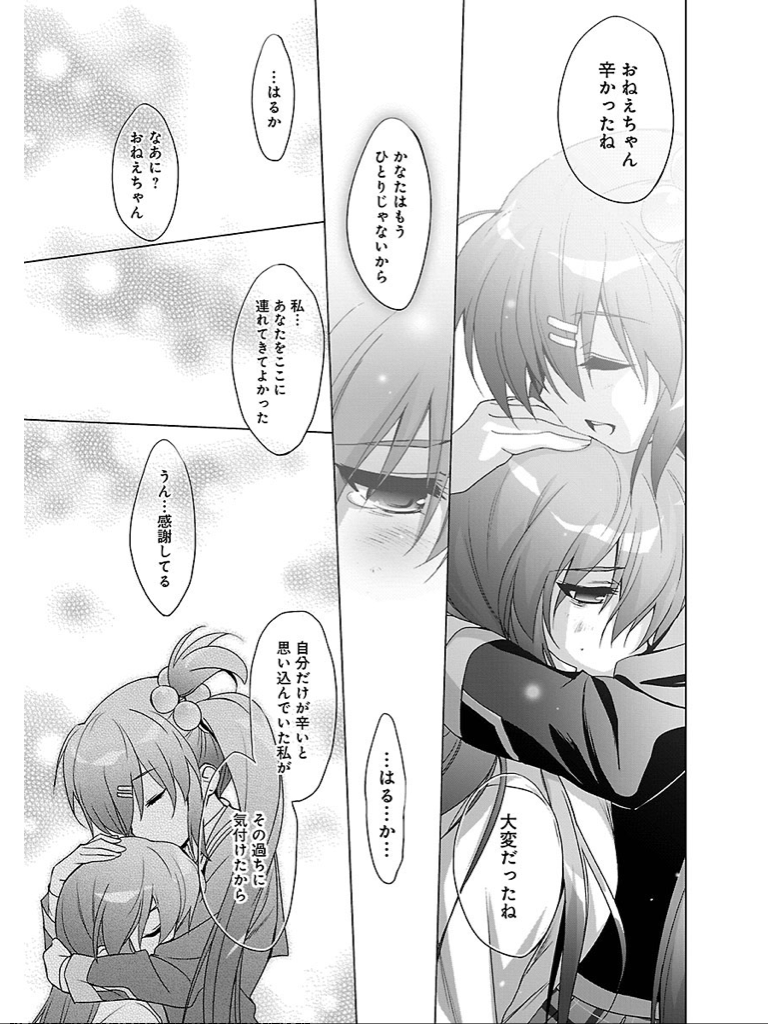 おねえちゃん
辛かったね
大変だったね
かなたはもう
ひとりじゃないから
…はる…か…
…はるか
なあに？
おねえちゃん
私…
あなたをここに
連れてきてよかった
うん…感謝してる
自分だけが辛いと
思い込んでいた私が
その過ちに
気付けたから